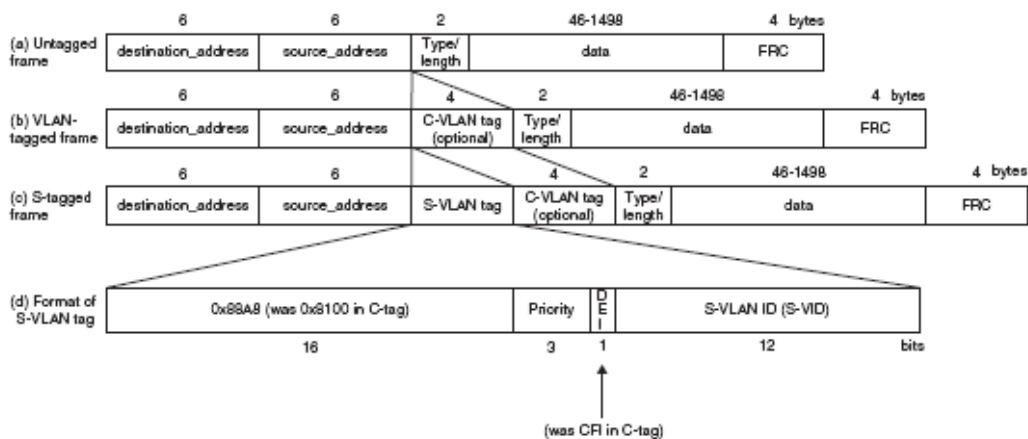 6 6 2 46-1498 4 bytes
(a) Untagged frame destination_address source_address Type/length data FRC
6 6 4 2 46-1498 4 bytes
(b) VLAN-tagged frame destination_address source_address C-VLAN tag (optional) Type/length data FRC
6 6 4 2 46-1498 4 bytes
(c) S-tagged frame destination_address source_address S-VLAN tag C-VLAN tag (optional) Type/length data FRC
(d) Format of S-VLAN tag 0x88A8 (was 0x8100 in C-tag) Priority DEI S-VLAN ID (S-VID)
16 3 1 12 bits
(was CFI in C-tag)